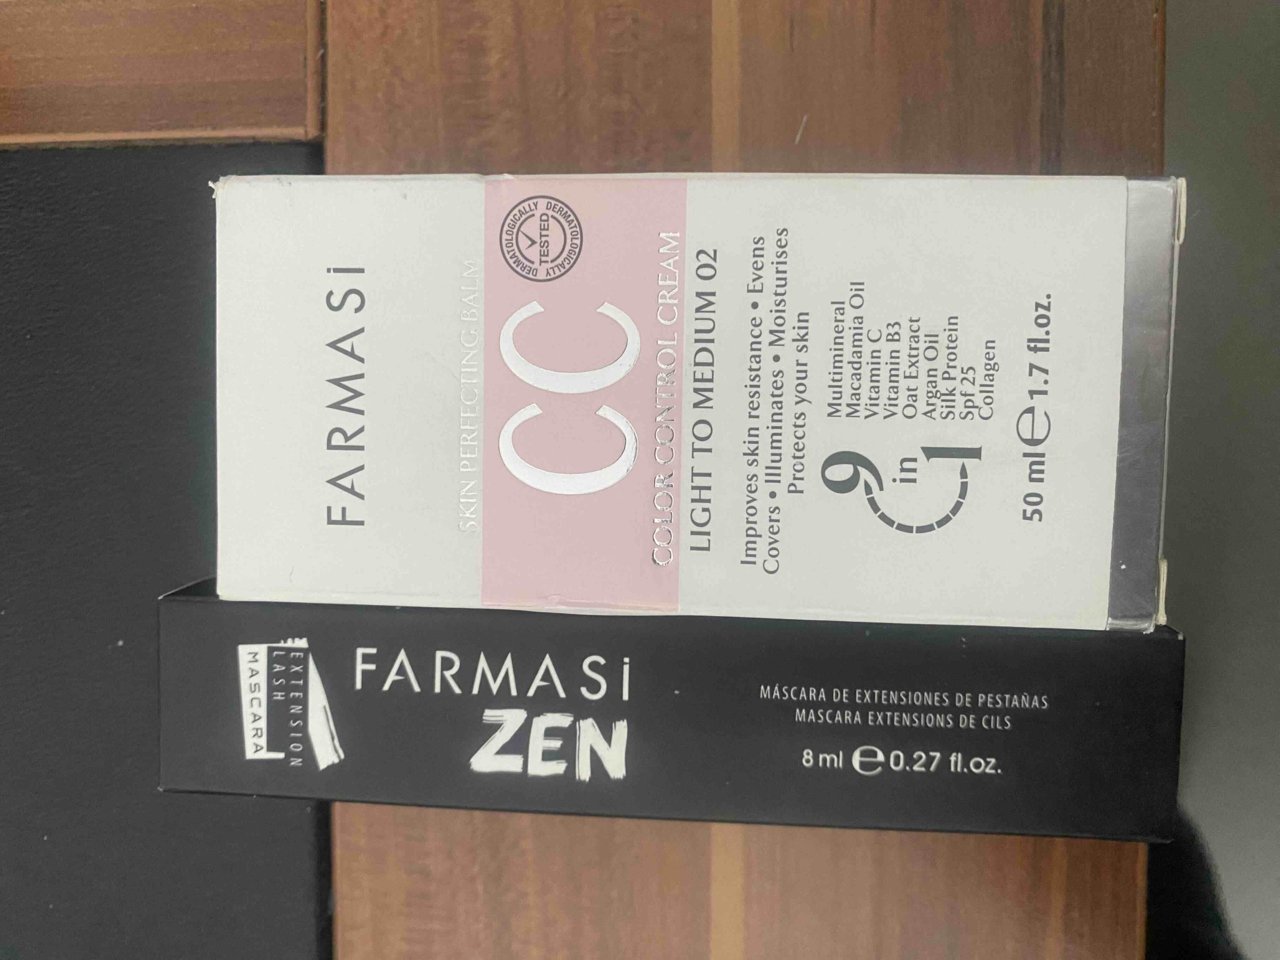 FARMASi
SKIN PERFECTING BALM
CC
DERMATOLOGICALLY
TESTED
DERMATOLOGICALLY
COLOR CONTROL CREAM
LIGHT TO MEDIUM 02
Improves skin resistance • Evens
Covers • Illuminates • Moisturises
Protects your skin
9
in
1
Multimineral
Macadamia Oil
Vitamin C
Vitamin B3
Oat Extract
Argan Oil
Silk Protein
Spf 25
Collagen
50 ml ℮ 1.7 fl.oz.
EXTENSION
LASH
MASCARA
FARMASi
ZEN
MÁSCARA DE EXTENSIONES DE PESTAÑAS
MASCARA EXTENSIONS DE CILS
8 ml ℮ 0.27 fl.oz.